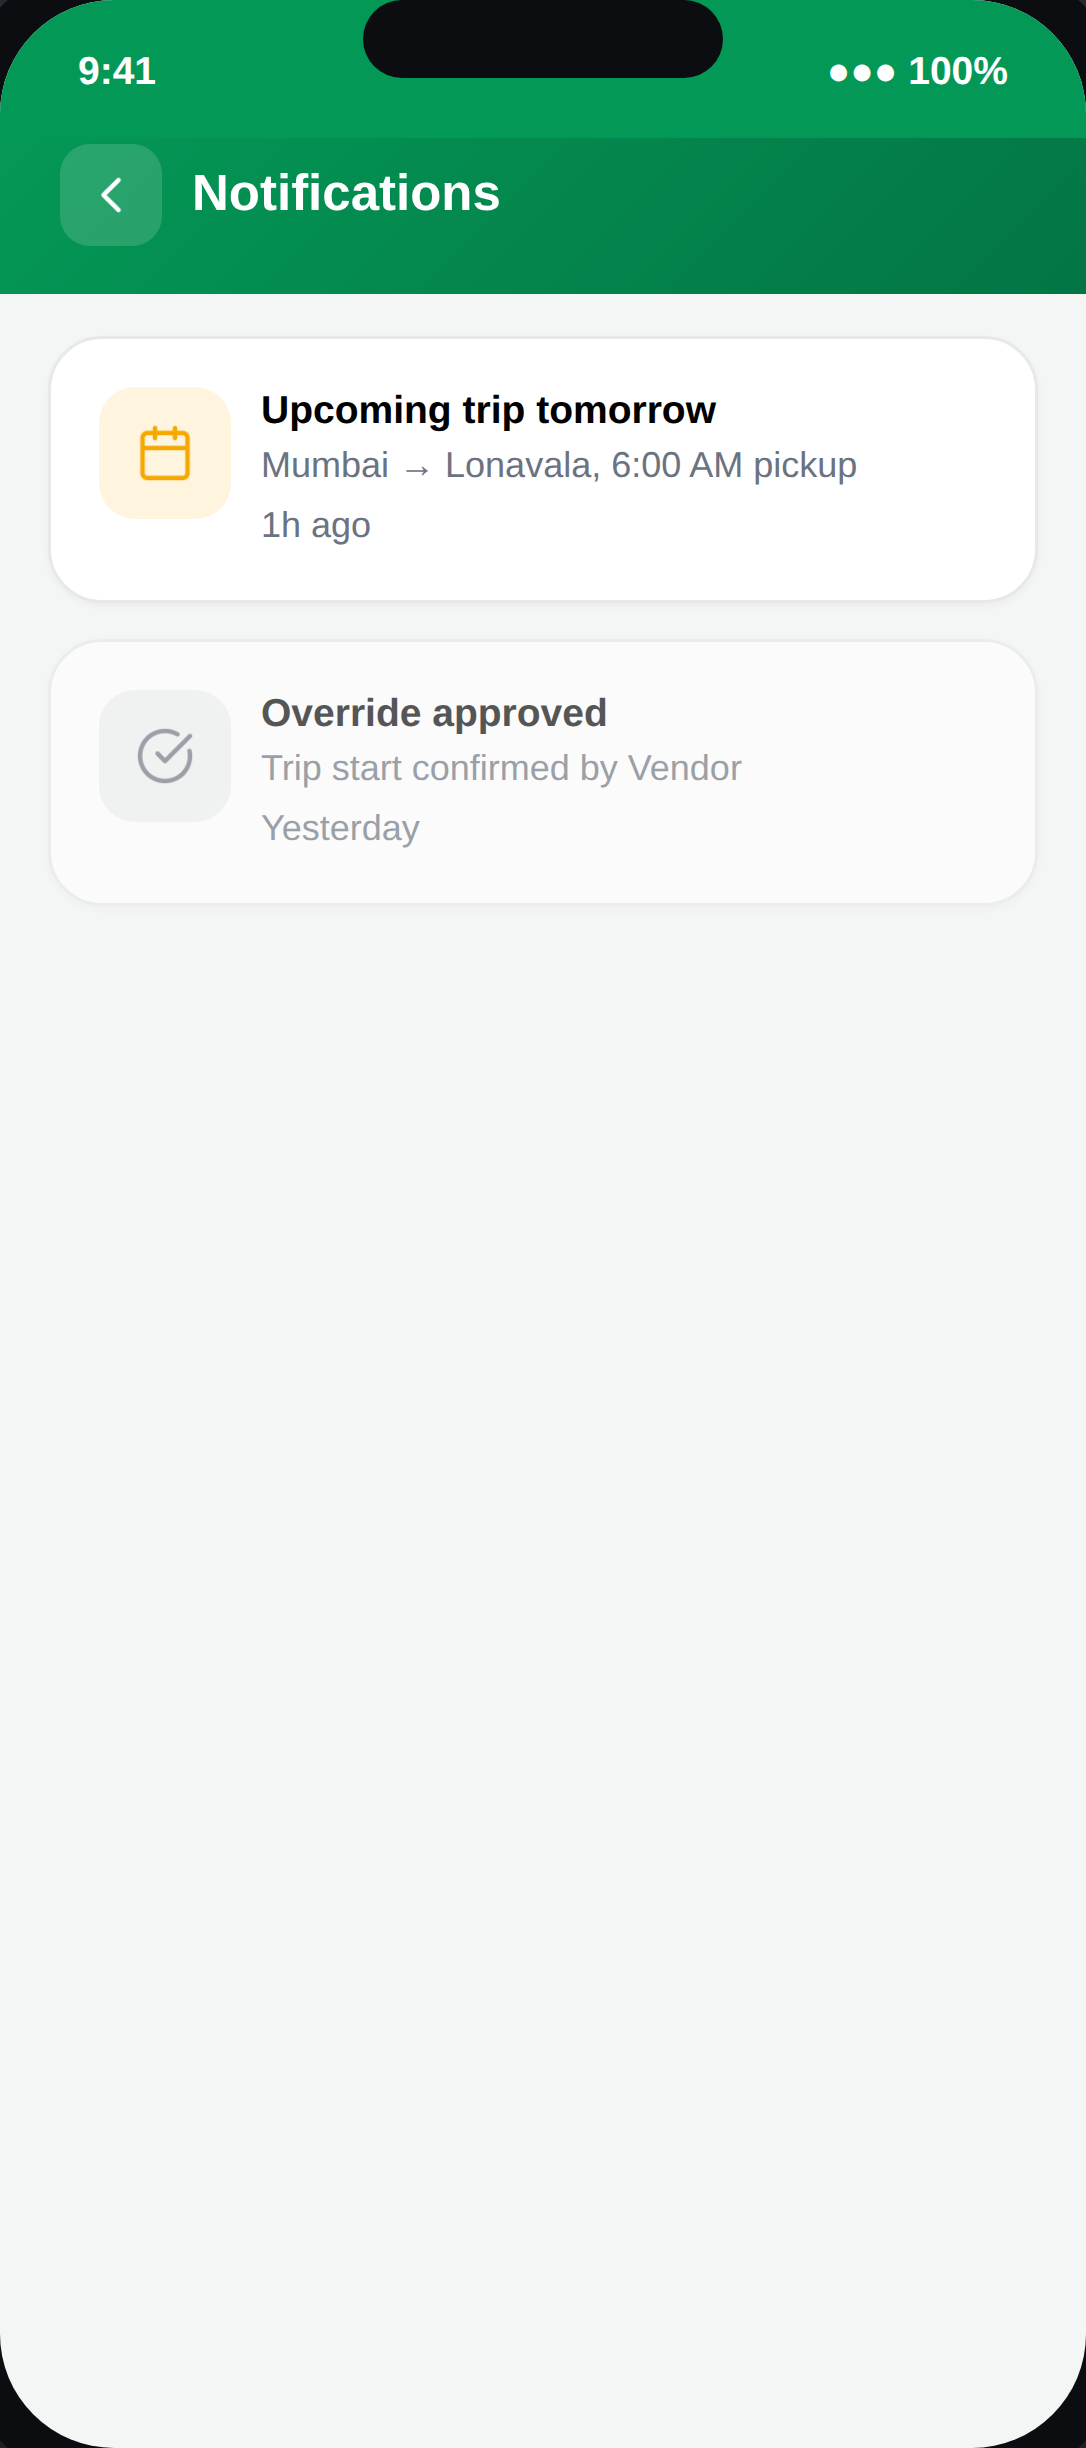 9:41
●●● 100%
Notifications
Upcoming trip tomorrow
Mumbai → Lonavala, 6:00 AM pickup
1h ago
Override approved
Trip start confirmed by Vendor
Yesterday